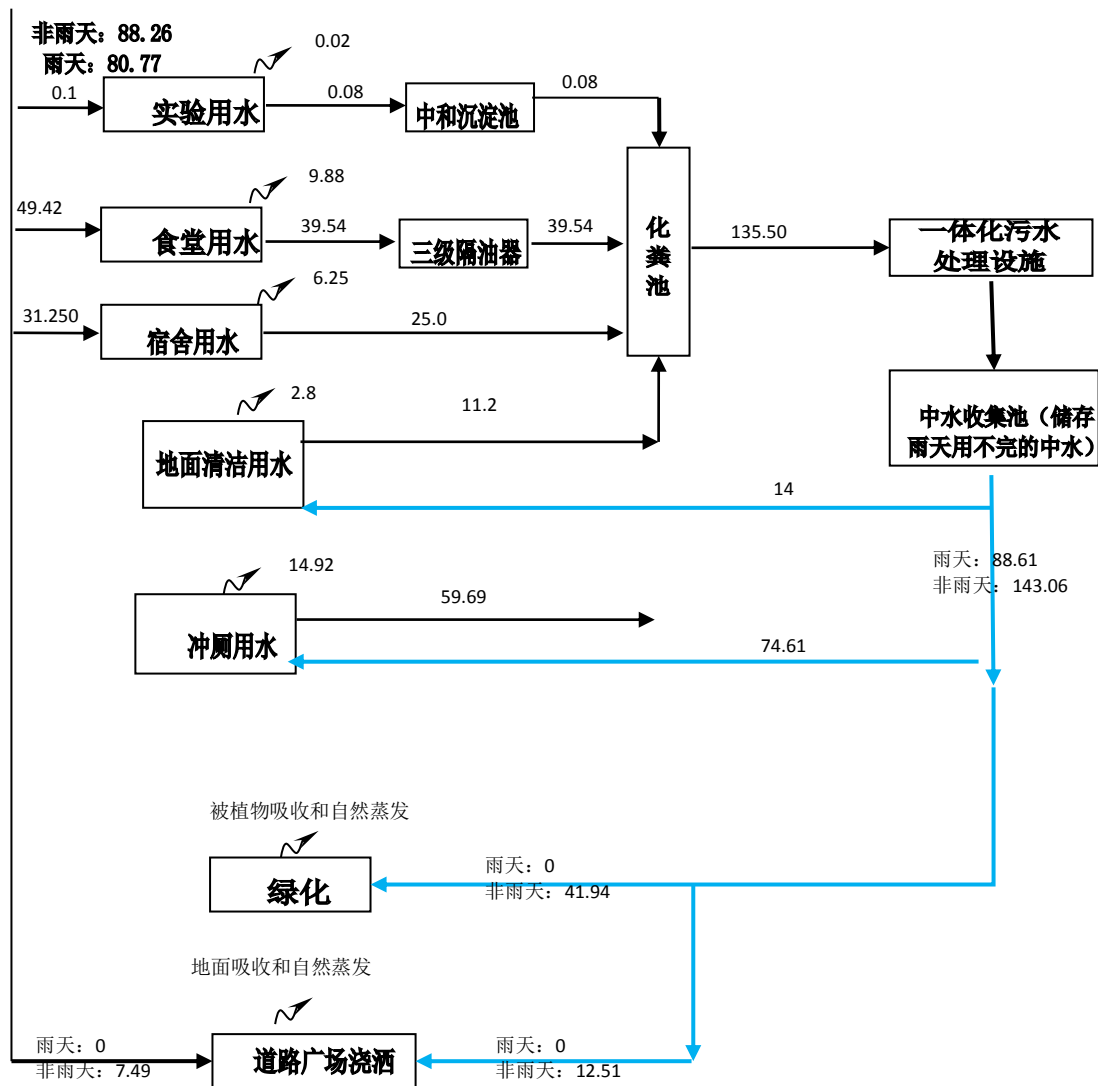 非雨天：88.26
雨天：80.77
0.02
0.1
实验用水
0.08
中和沉淀池
0.08
9.88
49.42
食堂用水
39.54
三级隔油器
39.54
化粪池
135.50
一体化污水
处理设施
6.25
31.250
宿舍用水
25.0
2.8
11.2
地面清洁用水
中水收集池（储存
雨天用不完的中水）
14
雨天：88.61
非雨天：143.06
14.92
59.69
冲厕用水
74.61
被植物吸收和自然蒸发
绿化
雨天：0
非雨天：41.94
地面吸收和自然蒸发
雨天：0
非雨天：7.49
道路广场浇洒
雨天：0
非雨天：12.51